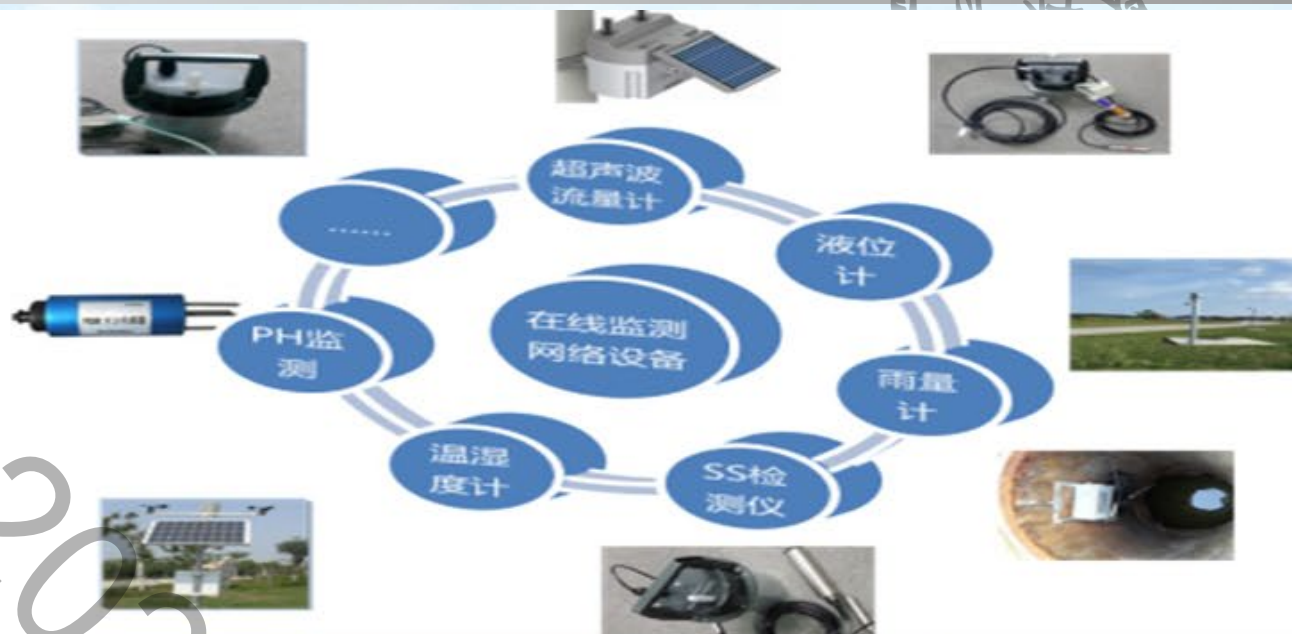 超声波
流量计
液位
计
雨量
计
SS检
测仪
温湿
度计
PH监
测
......
在线监测
网络设备